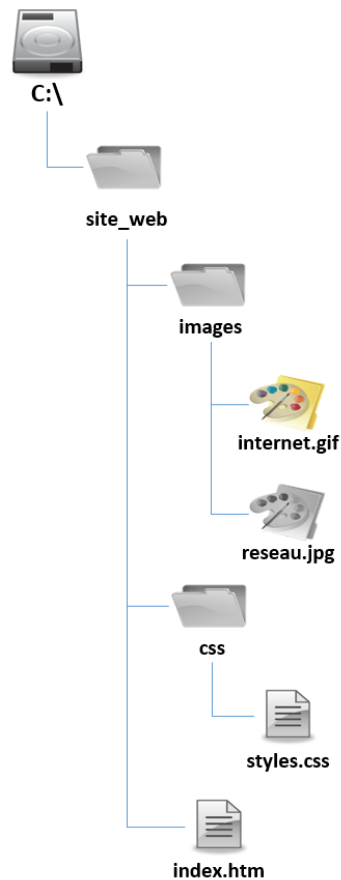 C:\
site_web
images
internet.gif
reseau.jpg
css
styles.css
index.htm